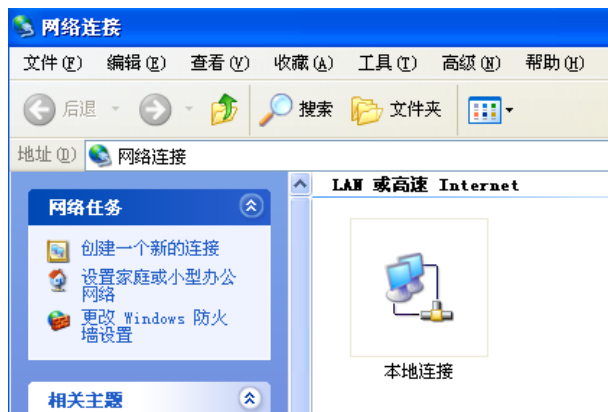 网络连接
文件(F) 编辑(E) 查看(V) 收藏(A) 工具(T) 高级(N) 帮助(H)
后退 搜索 文件夹
地址(D) 网络连接
LAN 或高速 Internet
网络任务
创建一个新的连接
设置家庭或小型办公
网络
更改 Windows 防火
墙设置
本地连接
相关主题